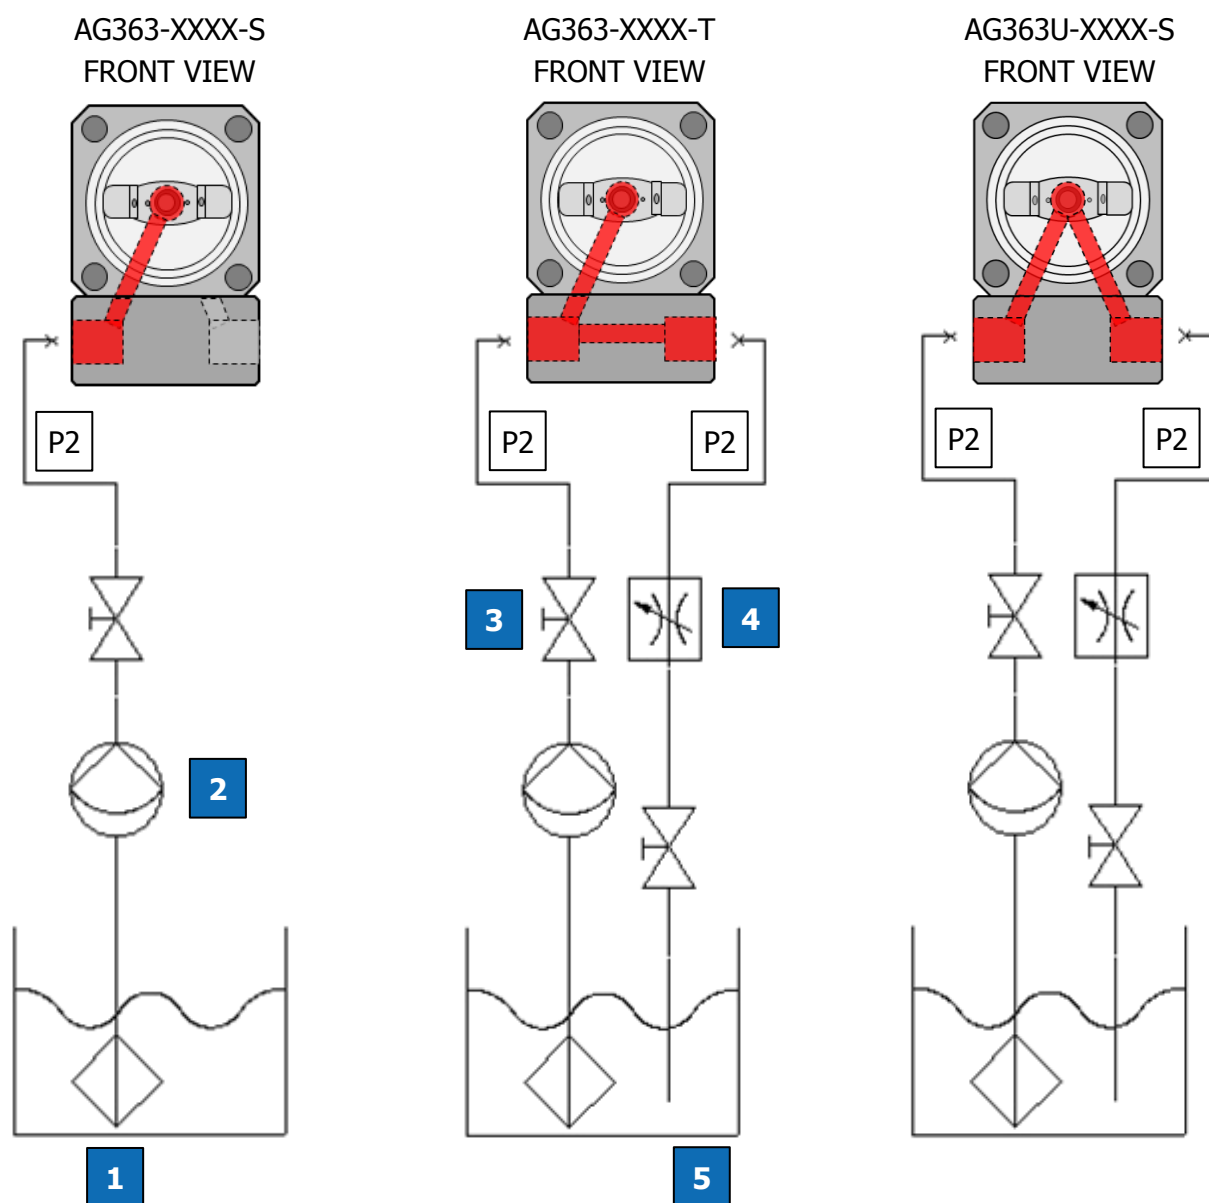 AG363-XXXX-S
FRONT VIEW
AG363-XXXX-T
FRONT VIEW
AG363U-XXXX-S
FRONT VIEW
P2
P2
P2
P2
P2
3
4
2
1
5